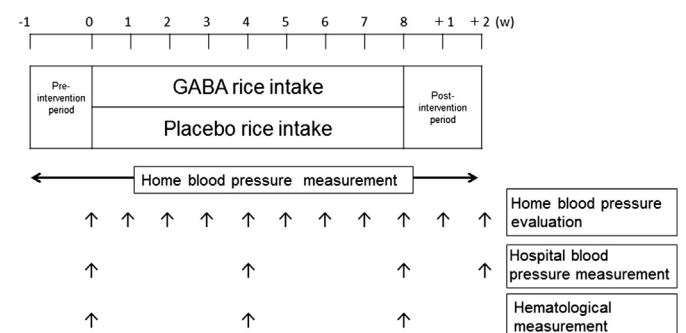 -1 0 1 2 3 4 5 6 7 8 +1 +2 (w)
Pre-
intervention
period
GABA rice intake
Placebo rice intake
Post-
intervention
period
Home blood pressure measurement
Home blood pressure
evaluation
Hospital blood
pressure measurement
Hematological
measurement